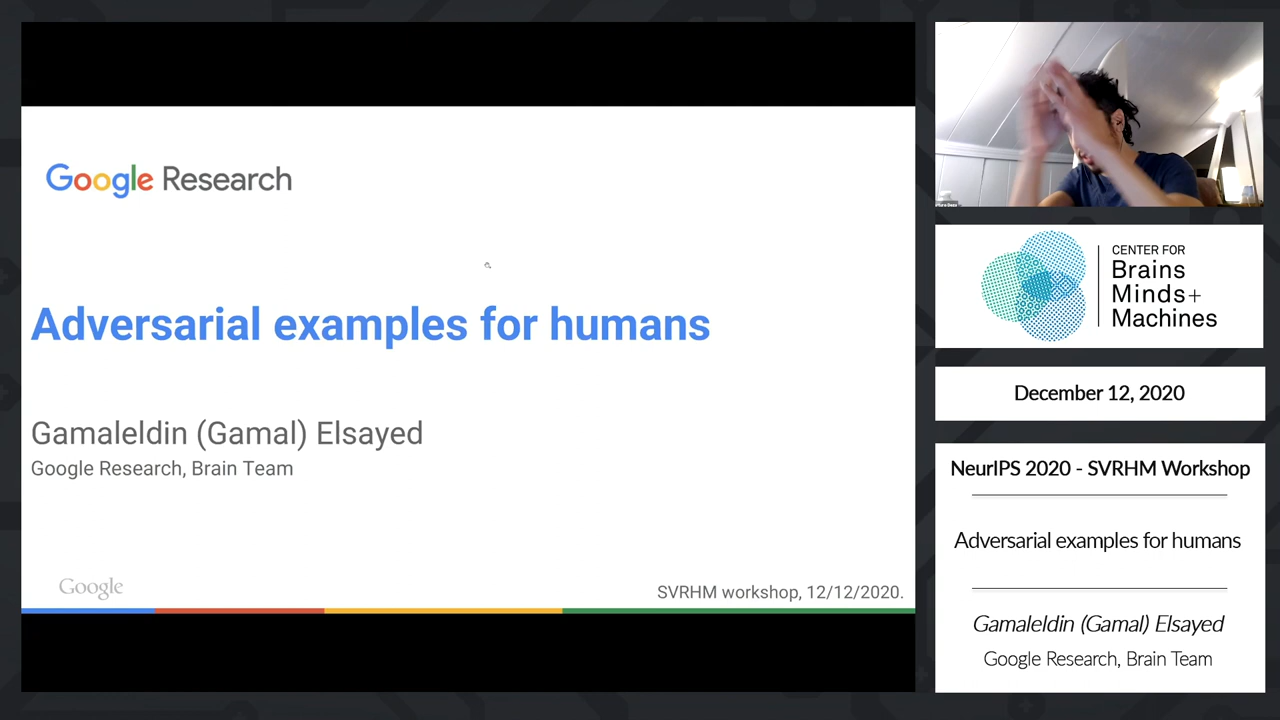 Google Research
Adversarial examples for humans
Gamaleldin (Gamal) Elsayed
Google Research, Brain Team
Google
SVRHM workshop, 12/12/2020.
CENTER FOR
Brains
Minds+
Machines
December 12, 2020
NeurIPS 2020 - SVRHM Workshop
Adversarial examples for humans
Gamaleldin (Gamal) Elsayed
Google Research, Brain Team